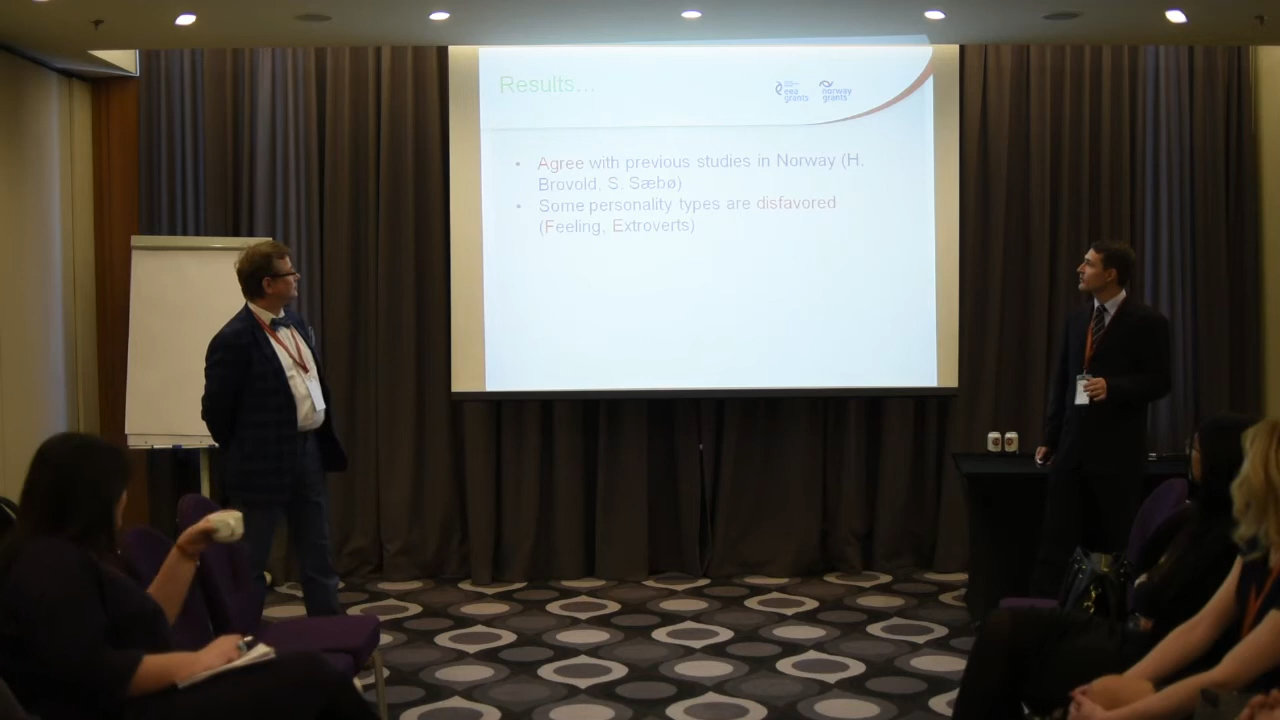 Results...
eea
grants
norway
grants
• Agree with previous studies in Norway (H.
Brovold, S. Sæbø)
• Some personality types are disfavored
(Feeling, Extroverts)